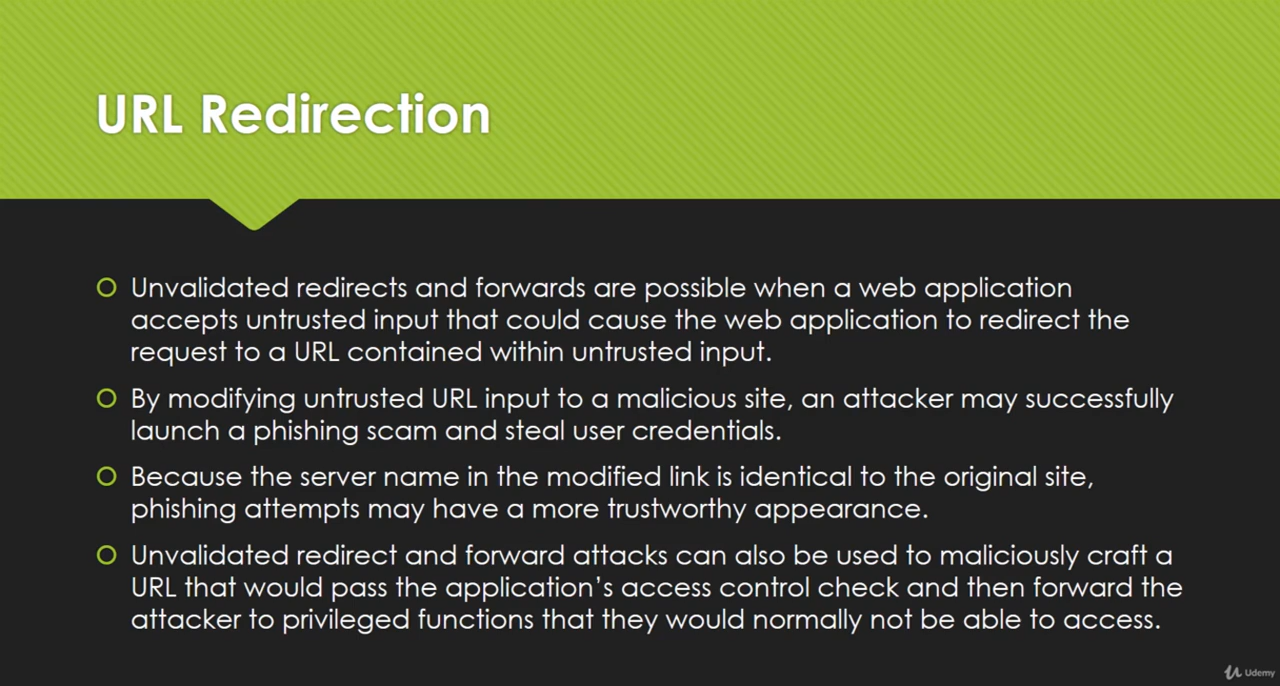 URL Redirection
Unvalidated redirects and forwards are possible when a web application
accepts untrusted input that could cause the web application to redirect the
request to a URL contained within untrusted input.
By modifying untrusted URL input to a malicious site, an attacker may successfully
launch a phishing scam and steal user credentials.
Because the server name in the modified link is identical to the original site,
phishing attempts may have a more trustworthy appearance.
Unvalidated redirect and forward attacks can also be used to maliciously craft a
URL that would pass the application’s access control check and then forward the
attacker to privileged functions that they would normally not be able to access.
Udemy